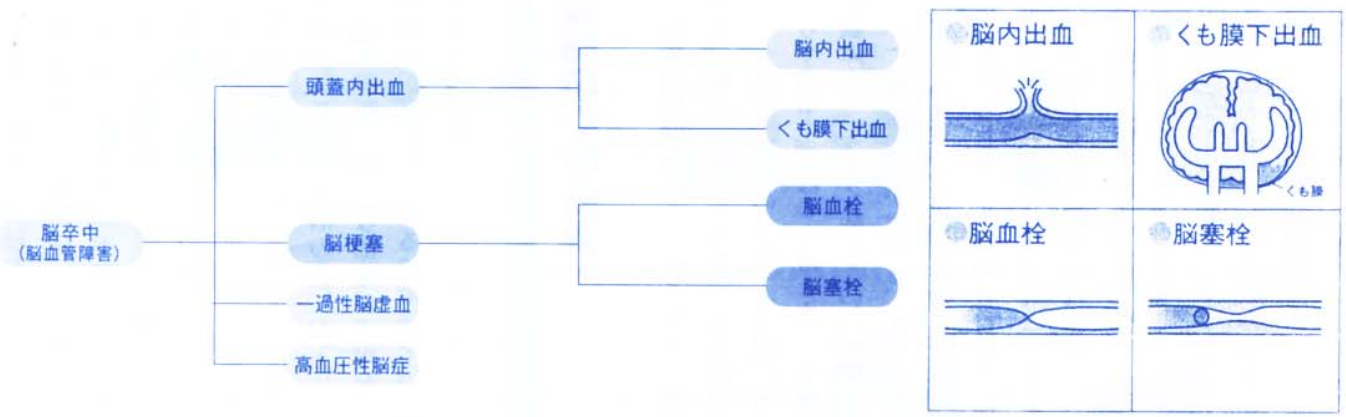 脳卒中
(脳血管障害)
頭蓋内出血
脳梗塞
一過性脳虚血
高血圧性脳症
脳内出血
くも膜下出血
脳血栓
脳塞栓
脳内出血
くも膜下出血
くも膜
脳血栓
脳塞栓